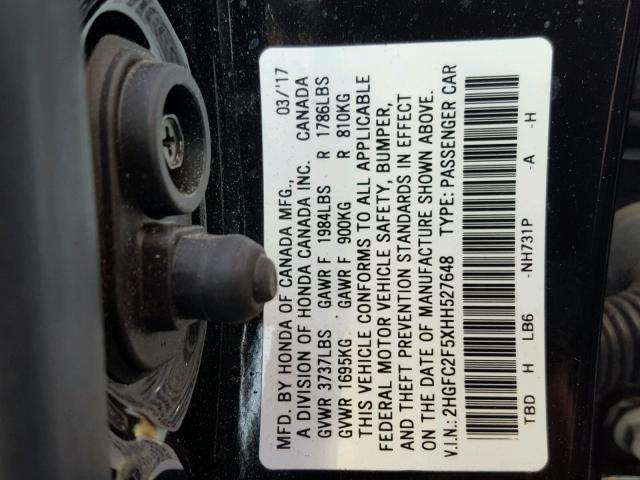 MFD. BY HONDA OF CANADA MFG., 03/'17
A DIVISION OF HONDA CANADA INC. CANADA
GVWR 3737LBS GAWR F 1984LBS R 1786LBS
GVWR 1695KG GAWR F 900KG R 810KG
THIS VEHICLE CONFORMS TO ALL APPLICABLE
FEDERAL MOTOR VEHICLE SAFETY, BUMPER,
AND THEFT PREVENTION STANDARDS IN EFFECT
ON THE DATE OF MANUFACTURE SHOWN ABOVE.
V.I.N.: 2HGFC2F5XHH527648 TYPE: PASSENGER CAR
TBD H LB6 -NH731P -A -H